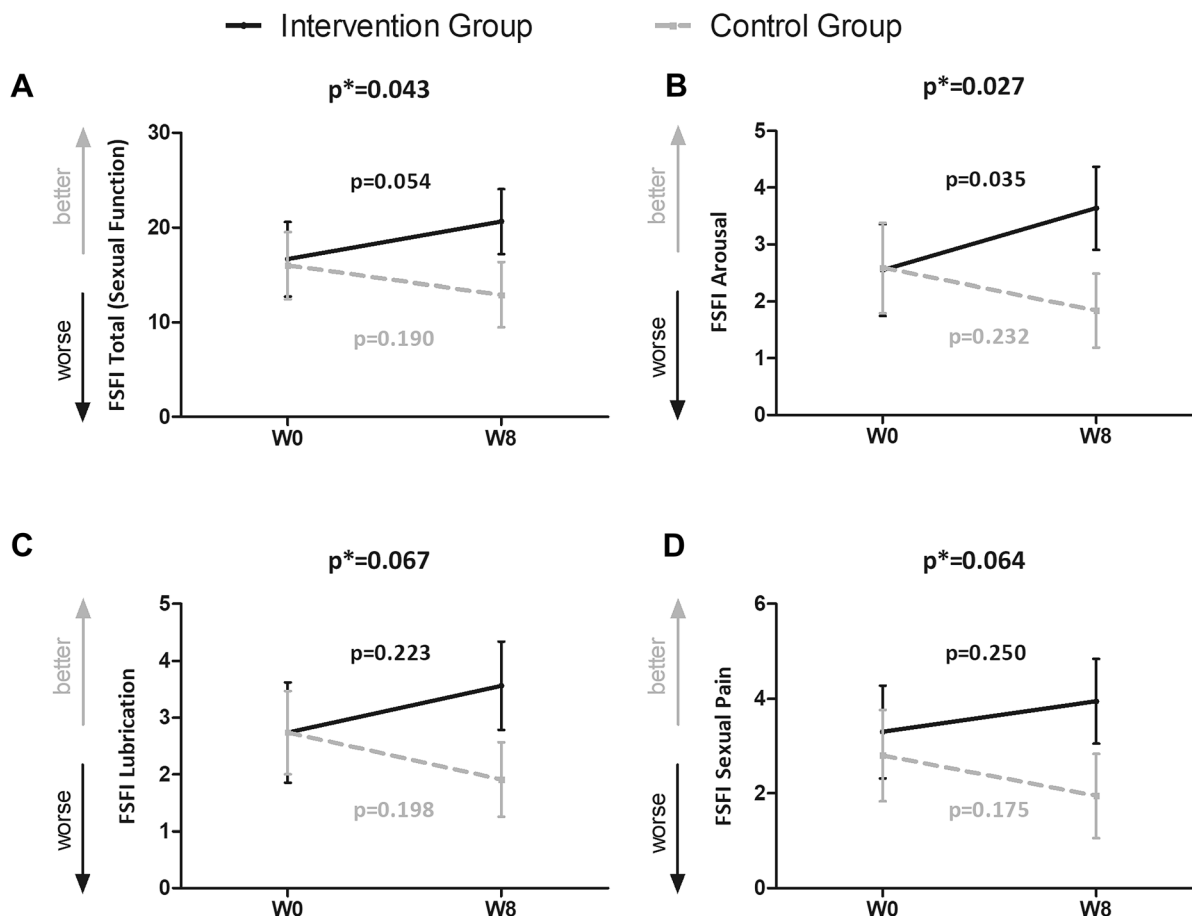 Intervention Group
Control Group
A
p*=0.043
better
worse
FSFI Total (Sexual Function)
30
20
10
0
p=0.054
p=0.190
W0
W8
B
p*=0.027
better
worse
FSFI Arousal
5
4
3
2
1
0
p=0.035
p=0.232
W0
W8
C
p*=0.067
better
worse
FSFI Lubrication
5
4
3
2
1
0
p=0.223
p=0.198
W0
W8
D
p*=0.064
better
worse
FSFI Sexual Pain
6
4
2
0
p=0.250
p=0.175
W0
W8